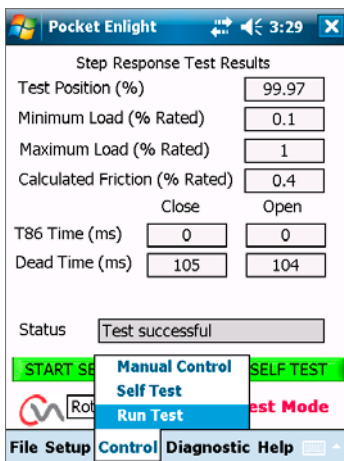 Pocket Enlight 3:29
Step Response Test Results
Test Position (%) 99.97
Minimum Load (% Rated) 0.1
Maximum Load (% Rated) 1
Calculated Friction (% Rated) 0.4
Close Open
T86 Time (ms) 0 0
Dead Time (ms) 105 104
Status Test successful
START SE SELF TEST
Manual Control
Self Test
Run Test
Rot est Mode
File Setup Control Diagnostic Help